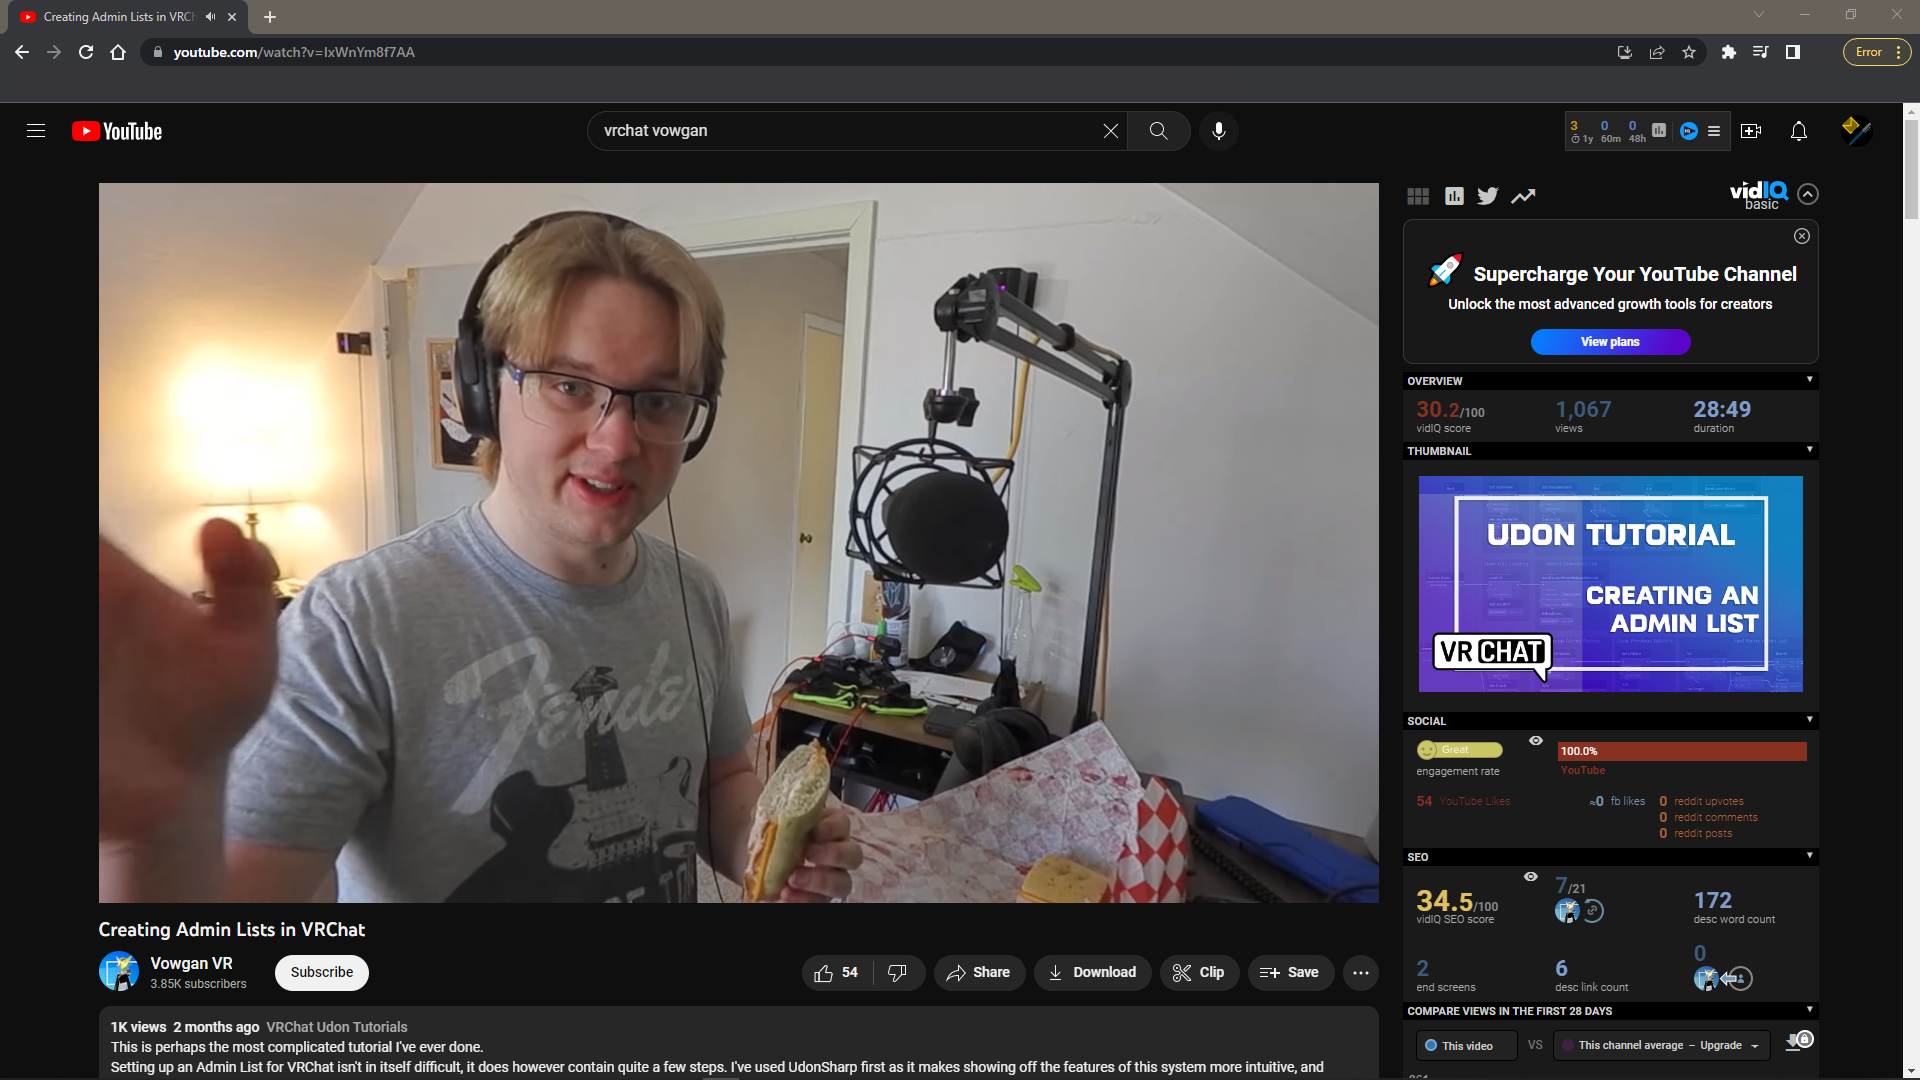 Creating Admin Lists in VRCh
youtube.com/watch?v=IxWnYm8f7AA
Error
YouTube
vrchat vowgan
3 0 0
1y 60m 48h
vidIQ
basic
Supercharge Your YouTube Channel
Unlock the most advanced growth tools for creators
View plans
OVERVIEW
30.2/100 1,067 28:49
vidIQ score views duration
THUMBNAIL
UDON TUTORIAL
CREATING AN
ADMIN LIST
VRCHAT
SOCIAL
Great 100.0%
engagement rate YouTube
54 YouTube Likes ≈0 fb likes 0 reddit upvotes
0 reddit comments
0 reddit posts
SEO
34.5/100 7/21 172
vidIQ SEO score desc word count
2 6 0
end screens desc link count
COMPARE VIEWS IN THE FIRST 28 DAYS
This video VS This channel average – Upgrade
Fender
Creating Admin Lists in VRChat
Vowgan VR
3.85K subscribers
Subscribe
54 Share Download Clip Save
1K views 2 months ago VRChat Udon Tutorials
This is perhaps the most complicated tutorial I've ever done.
Setting up an Admin List for VRChat isn't in itself difficult, it does however contain quite a few steps. I've used UdonSharp first as it makes showing off the features of this system more intuitive, and